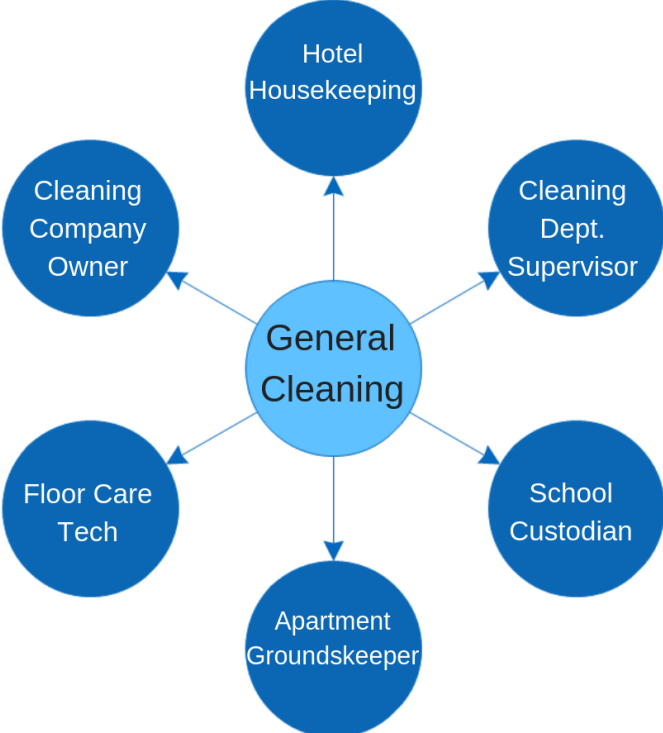 Hotel
Housekeeping
Cleaning
Company
Owner
Cleaning
Dept.
Supervisor
General
Cleaning
Floor Care
Tech
School
Custodian
Apartment
Groundskeeper